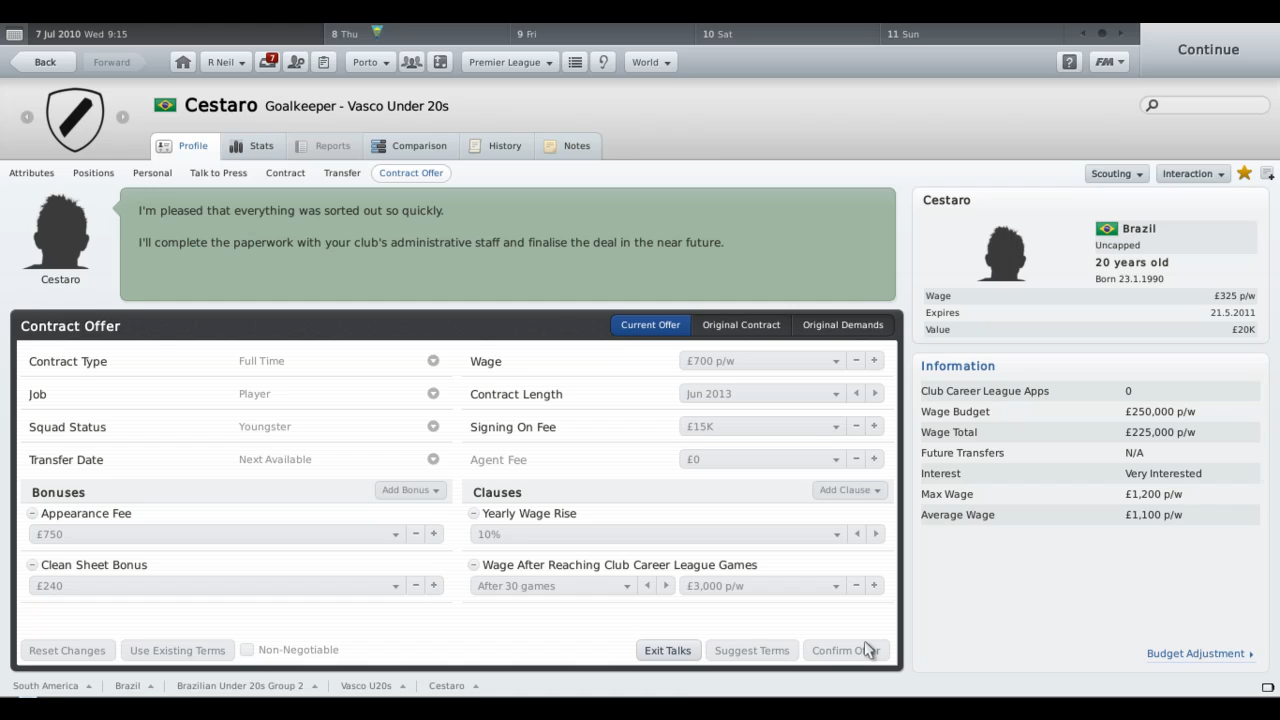 7 Jul 2010 Wed 9:15
8 Thu
9 Fri
10 Sat
11 Sun
Continue
Back
Forward
R Neil
7
Porto
Premier League
World
FM
Cestaro Goalkeeper - Vasco Under 20s
Profile
Stats
Reports
Comparison
History
Notes
Attributes
Positions
Personal
Talk to Press
Contract
Transfer
Contract Offer
Scouting
Interaction
I'm pleased that everything was sorted out so quickly.
I'll complete the paperwork with your club's administrative staff and finalise the deal in the near future.
Cestaro
Cestaro
Brazil
Uncapped
20 years old
Born 23.1.1990
Wage £325 p/w
Expires 21.5.2011
Value £20K
Contract Offer
Current Offer
Original Contract
Original Demands
Contract Type Full Time
Wage £700 p/w
Job Player
Contract Length Jun 2013
Squad Status Youngster
Signing On Fee £15K
Transfer Date Next Available
Agent Fee £0
Bonuses Add Bonus
Clauses Add Clause
Appearance Fee
£750
Yearly Wage Rise
10%
Clean Sheet Bonus
£240
Wage After Reaching Club Career League Games
After 30 games £3,000 p/w
Reset Changes
Use Existing Terms
Non-Negotiable
Exit Talks
Suggest Terms
Confirm
Information
Club Career League Apps 0
Wage Budget £250,000 p/w
Wage Total £225,000 p/w
Future Transfers N/A
Interest Very Interested
Max Wage £1,200 p/w
Average Wage £1,100 p/w
Budget Adjustment
South America
Brazil
Brazilian Under 20s Group 2
Vasco U20s
Cestaro